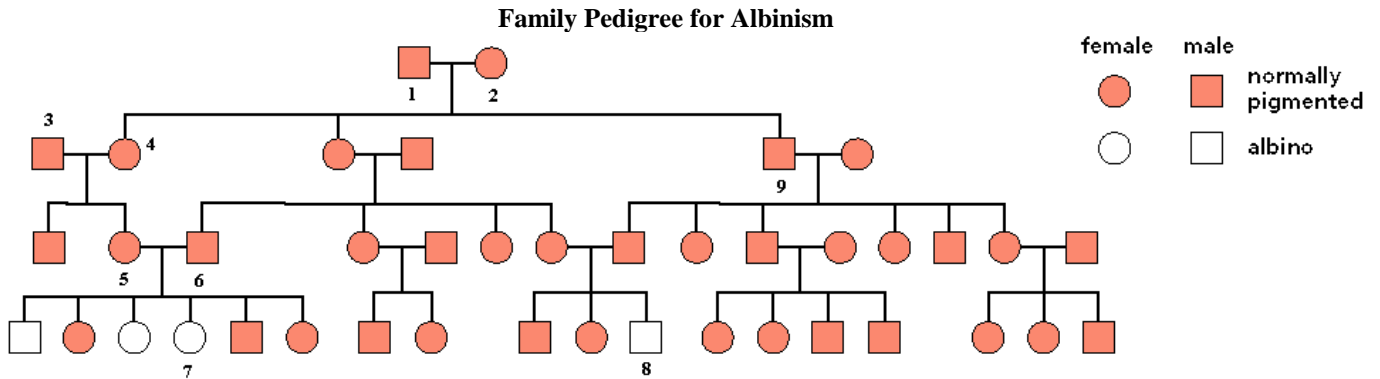 Family Pedigree for Albinism
female male
normally
pigmented
albino
1 2
3
4
9
5 6
7
8